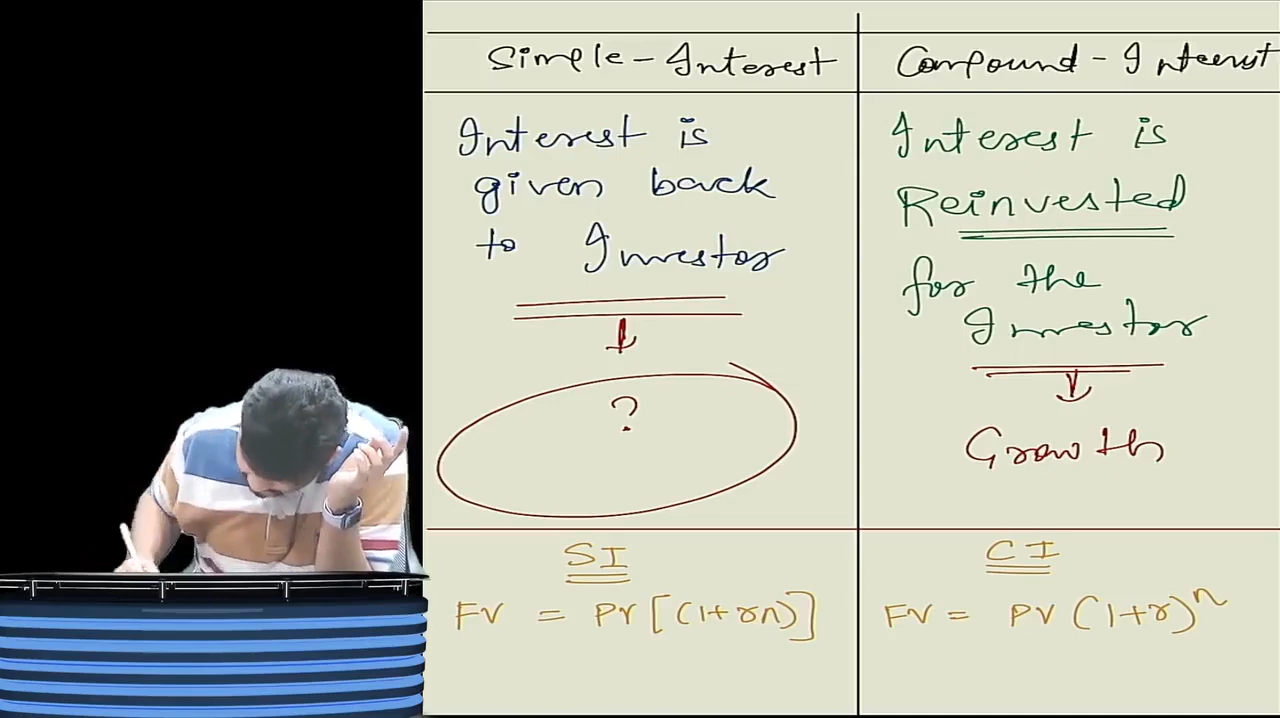 Simple - Interest
Compound - Interest
Interest is
given back
to Investor
?
Interest is
Reinvested
for the
Investor
Growth
SI
FV = PV[(1+rn)]
CI
FV = PV(1+r)ⁿ